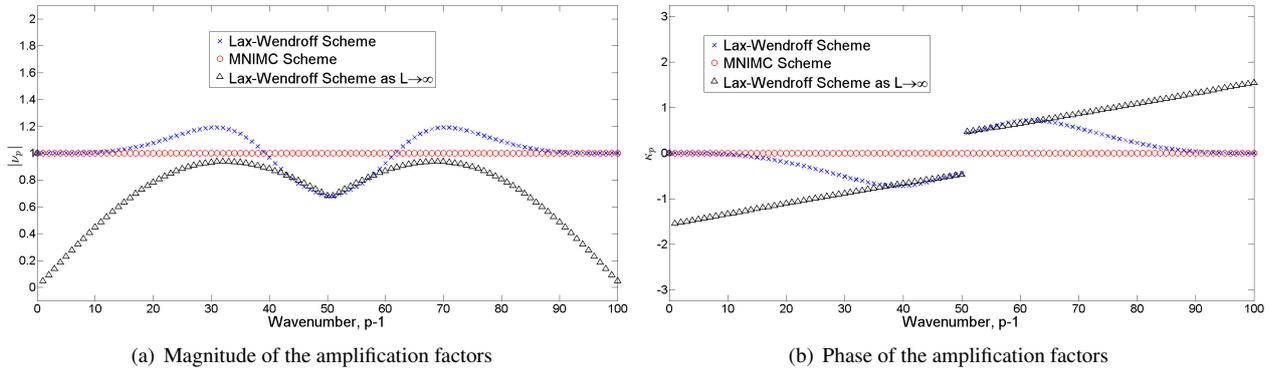 2
1.8
1.6
1.4
1.2
1
0.8
0.6
0.4
0.2
0
|ν_p|
× Lax-Wendroff Scheme
○ MNIMC Scheme
△ Lax-Wendroff Scheme as L→∞
0 10 20 30 40 50 60 70 80 90 100
Wavenumber, p-1
(a) Magnitude of the amplification factors
3
2
1
0
-1
-2
-3
κ_p
× Lax-Wendroff Scheme
○ MNIMC Scheme
△ Lax-Wendroff Scheme as L→∞
0 10 20 30 40 50 60 70 80 90 100
Wavenumber, p-1
(b) Phase of the amplification factors